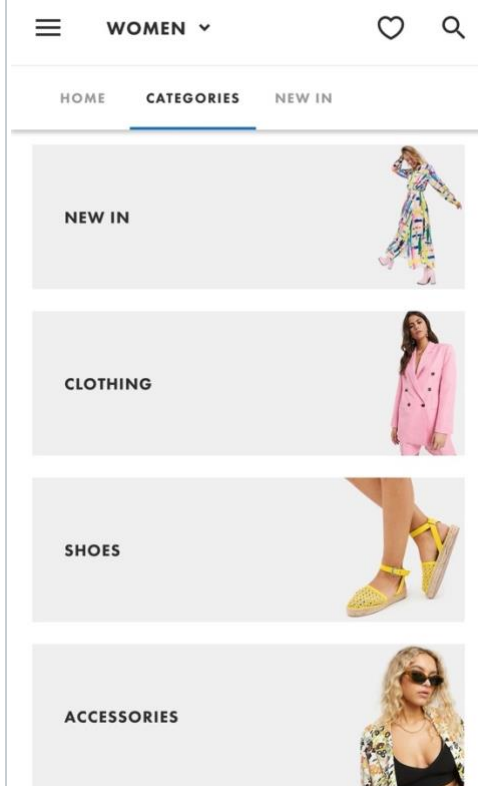 WOMEN
HOME CATEGORIES NEW IN
NEW IN
CLOTHING
SHOES
ACCESSORIES